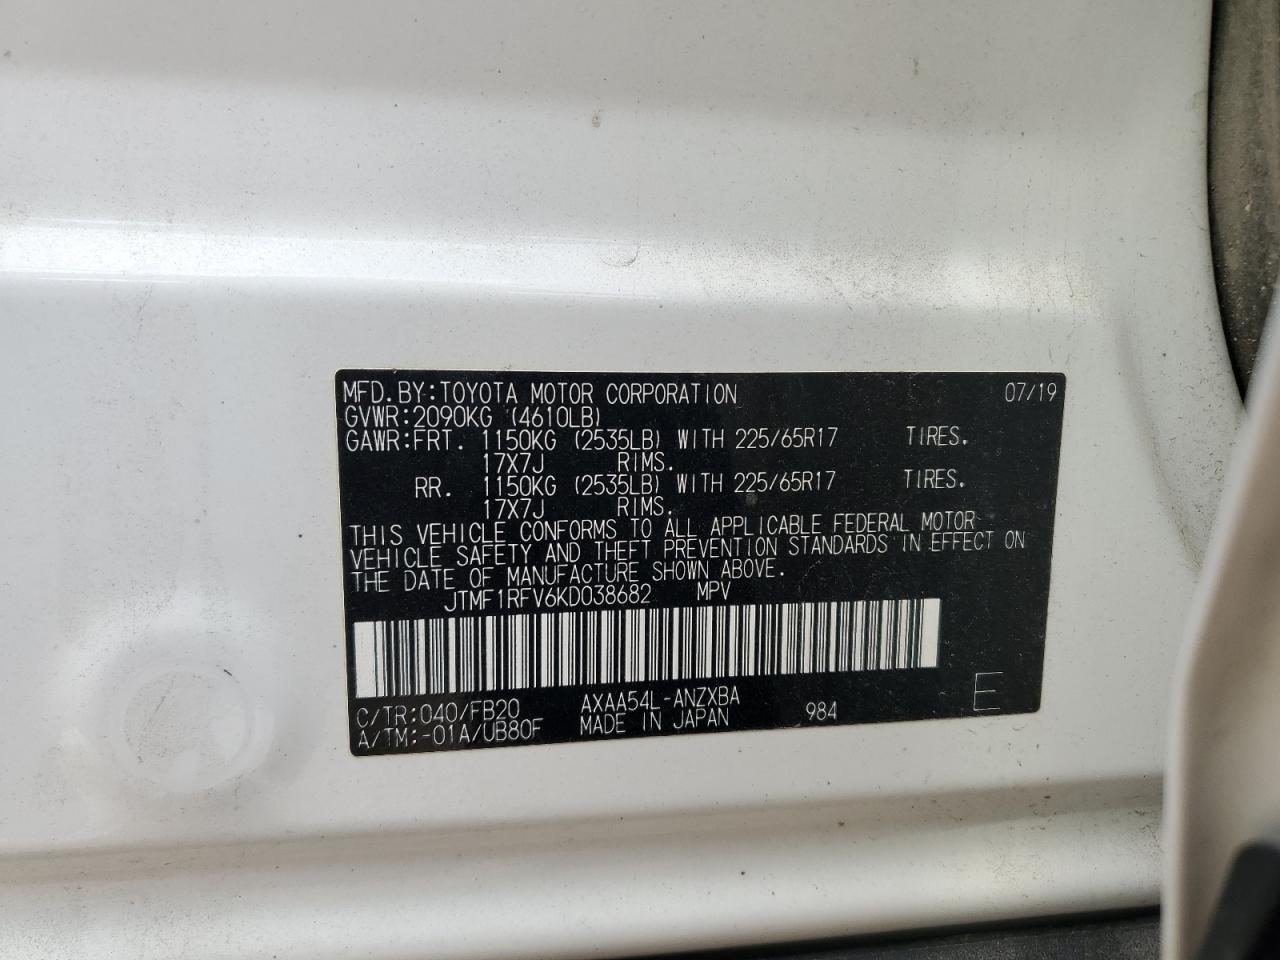 MFD.BY:TOYOTA MOTOR CORPORATION 07/19
GVWR:2090KG (4610LB)
GAWR:FRT. 1150KG (2535LB) WITH 225/65R17 TIRES.
17X7J RIMS.
RR. 1150KG (2535LB) WITH 225/65R17 TIRES.
17X7J RIMS.
THIS VEHICLE CONFORMS TO ALL APPLICABLE FEDERAL MOTOR
VEHICLE SAFETY AND THEFT PREVENTION STANDARDS IN EFFECT ON
THE DATE OF MANUFACTURE SHOWN ABOVE.
JTMF1RFV6KD038682 MPV
C/TR:040/FB20 AXAA54L-ANZXBA
A/TM:-01A/UB80F MADE IN JAPAN 984 E